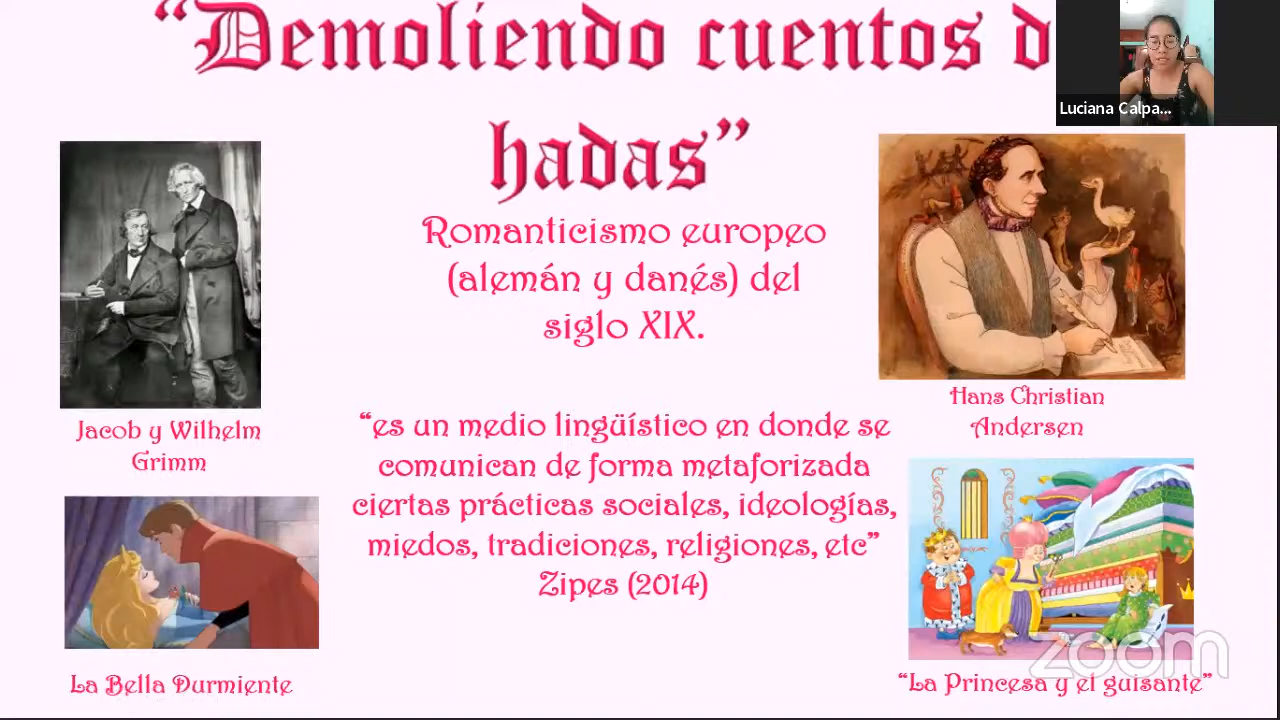 “Demoliendo cuentos d
hadas”
Luciana Calpa...
Romanticismo europeo
(alemán y danés) del
siglo XIX.
Jacob y Wilhelm
Grimm
Hans Christian
Andersen
“es un medio lingüístico en donde se
comunican de forma metaforizada
ciertas prácticas sociales, ideologías,
miedos, tradiciones, religiones, etc”
Zipes (2014)
La Bella Durmiente
“La Princesa y el guisante”
zoom